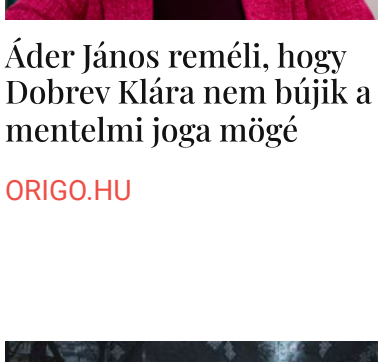 Áder János reméli, hogy
Dobrev Klára nem bújik a
mentelmi joga mögé
ORIGO.HU